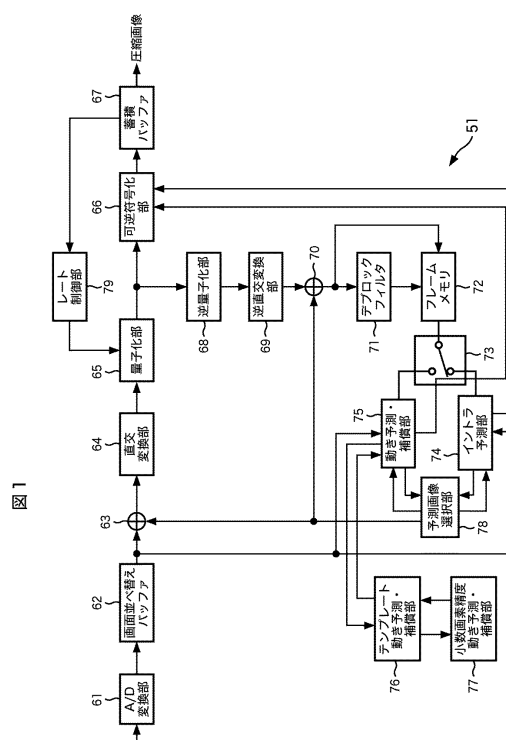 図 1
61
A/D
変換部
62
画面並べ替え
バッファ
63
64
直交
変換部
65
量子化部
79
レート
制御部
66
可逆符号化
部
67
蓄積
バッファ
圧縮画像
51
68
逆量子化部
69
逆直交変換部
70
71
デブロック
フィルタ
72
フレーム
メモリ
73
74
イントラ
予測部
75
動き予測・
補償部
78
予測画像
選択部
76
テンプレート
動き予測・
補償部
77
小数画素精度
動き予測・
補償部